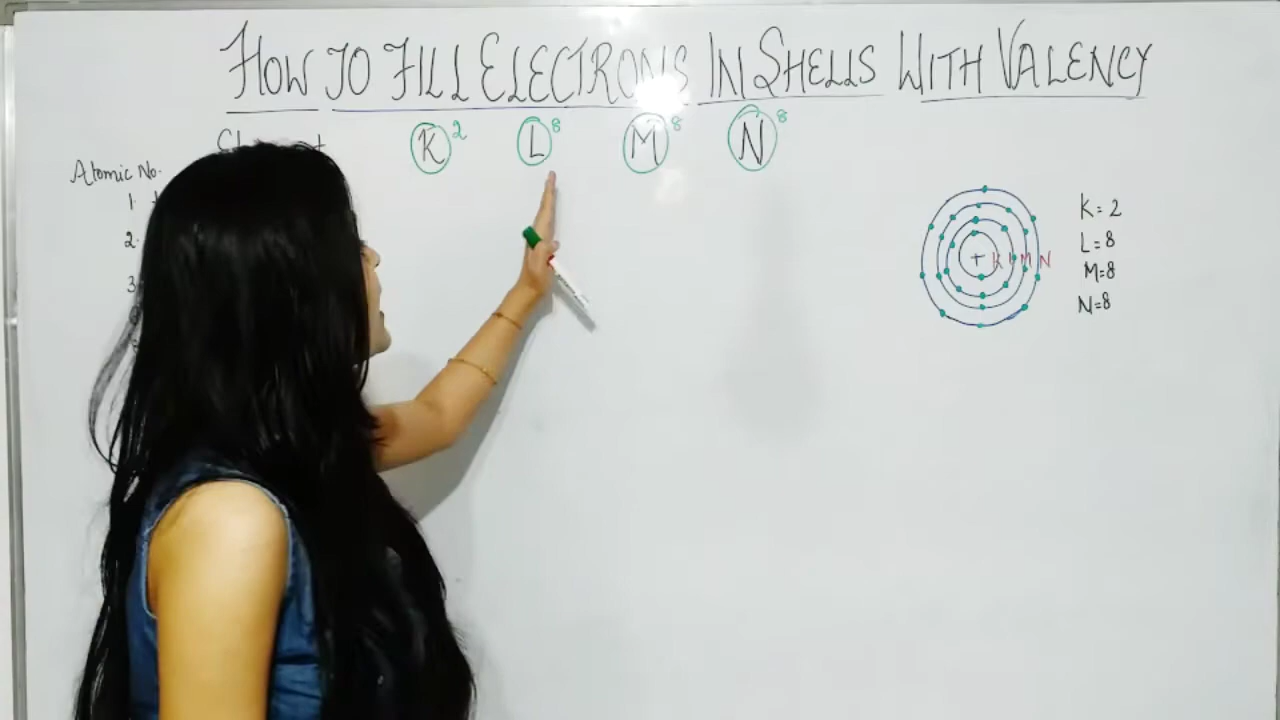 HOW TO FILL ELECTRONS IN SHELLS WITH VALENCY
K 2 L 8 M 8 N 8
Atomic No.
1.
2.
3
+ K L M N
K=2
L=8
M=8
N=8